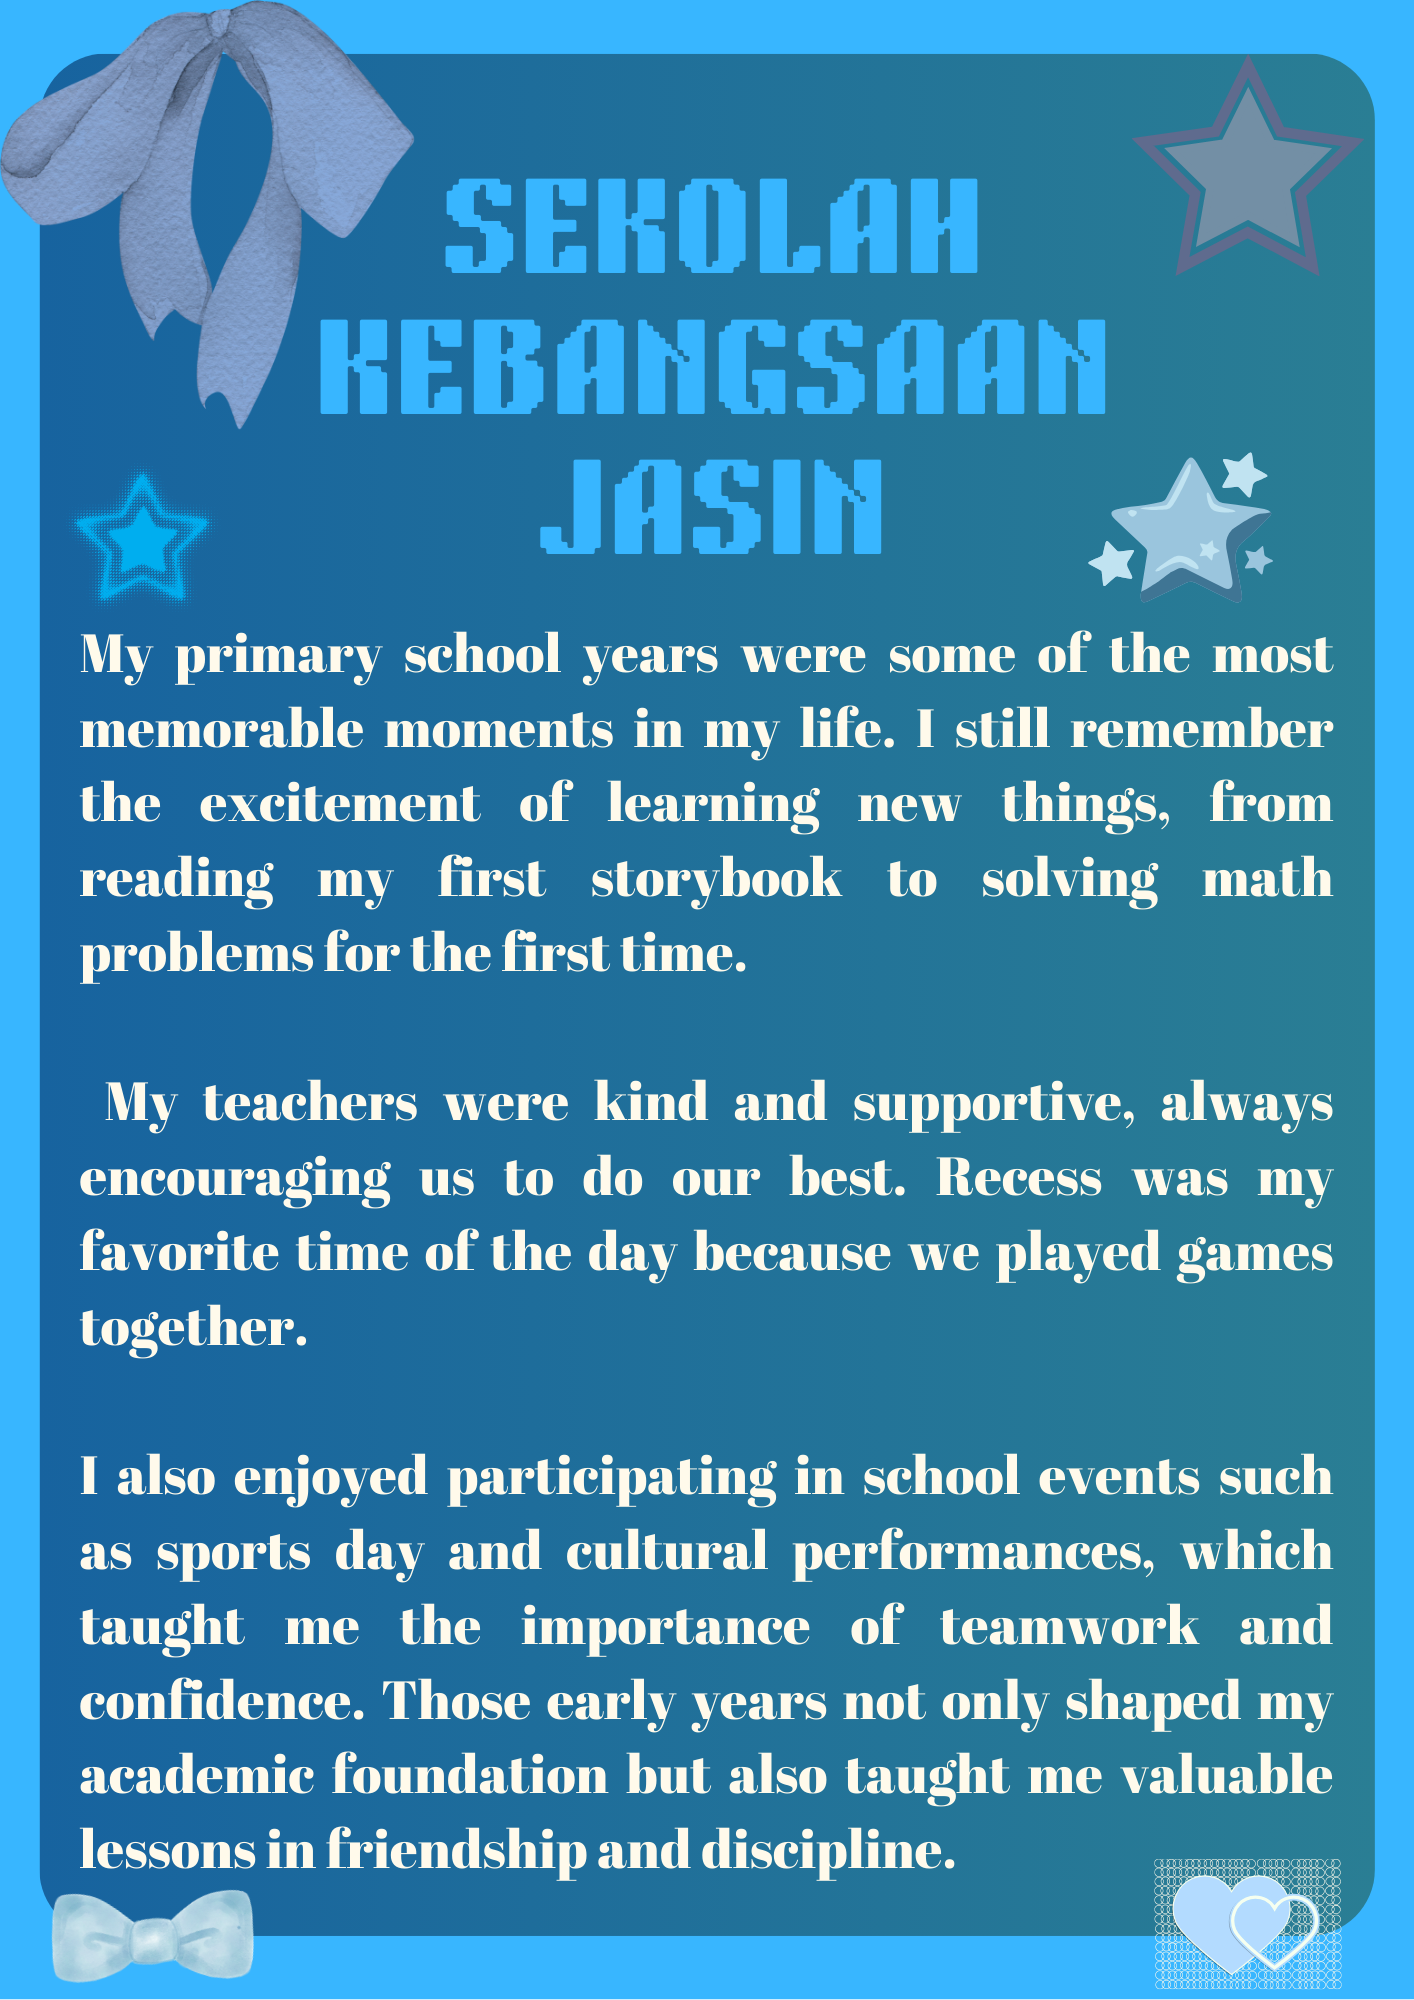 SEKOLAH
KEBANGSAAN
JASIN
My primary school years were some of the most
memorable moments in my life. I still remember
the excitement of learning new things, from
reading my first storybook to solving math
problems for the first time.
My teachers were kind and supportive, always
encouraging us to do our best. Recess was my
favorite time of the day because we played games
together.
I also enjoyed participating in school events such
as sports day and cultural performances, which
taught me the importance of teamwork and
confidence. Those early years not only shaped my
academic foundation but also taught me valuable
lessons in friendship and discipline.